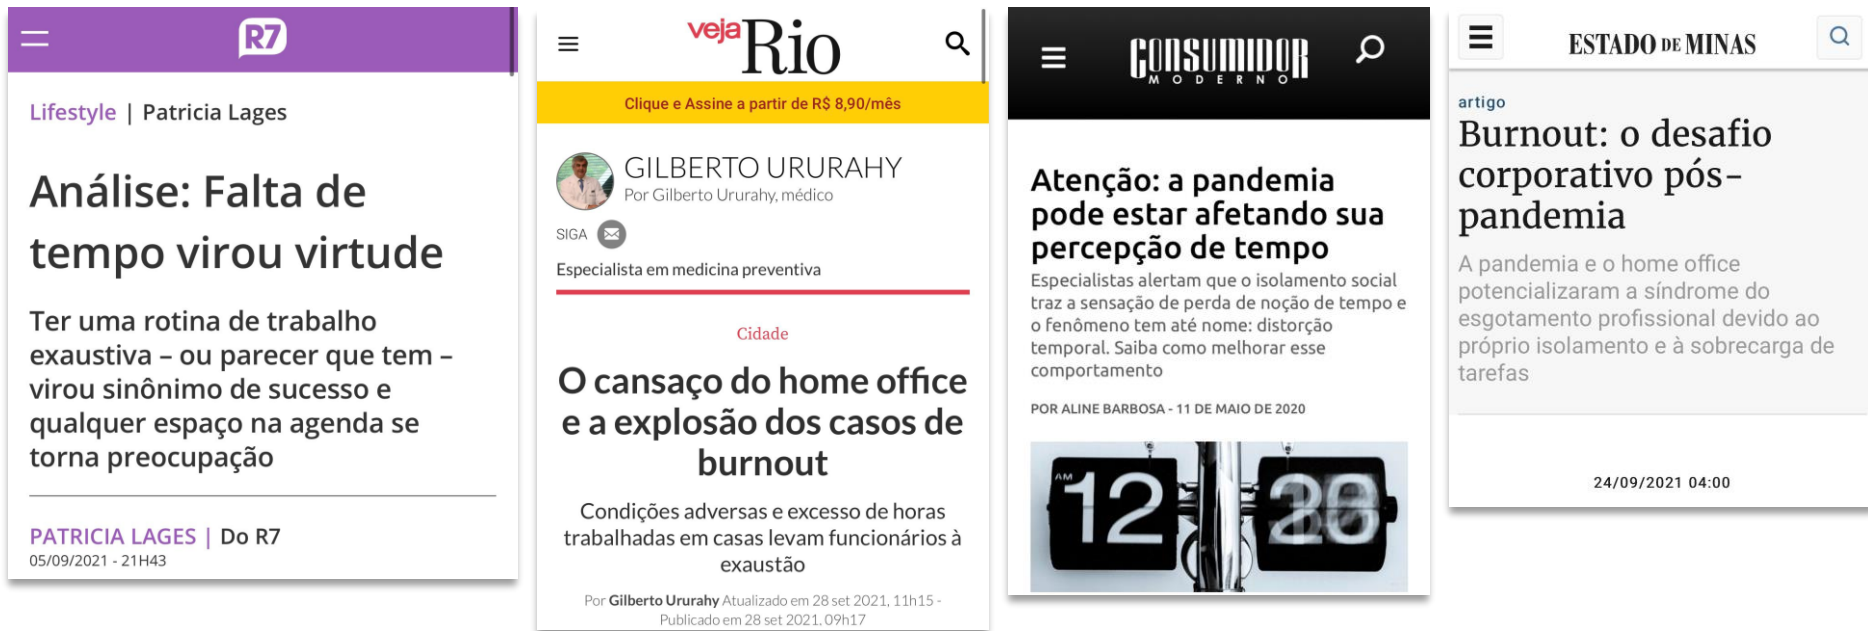 R7
Lifestyle | Patricia Lages
Análise: Falta de
tempo virou virtude
Ter uma rotina de trabalho
exaustiva – ou parecer que tem –
virou sinônimo de sucesso e
qualquer espaço na agenda se
torna preocupação
PATRICIA LAGES | Do R7
05/09/2021 - 21H43
veja Rio
Clique e Assine a partir de R$ 8,90/mês
GILBERTO URURAHY
Por Gilberto Ururahy, médico
SIGA
Especialista em medicina preventiva
Cidade
O cansaço do home office
e a explosão dos casos de
burnout
Condições adversas e excesso de horas
trabalhadas em casas levam funcionários à
exaustão
Por Gilberto Ururahy Atualizado em 28 set 2021, 11h15 -
Publicado em 28 set 2021, 09h17
CONSUMIDOR
MODERNO
Atenção: a pandemia
pode estar afetando sua
percepção de tempo
Especialistas alertam que o isolamento social
traz a sensação de perda de noção de tempo e
o fenômeno tem até nome: distorção
temporal. Saiba como melhorar esse
comportamento
POR ALINE BARBOSA - 11 DE MAIO DE 2020
AM
12
ESTADO DE MINAS
artigo
Burnout: o desafio
corporativo pós-
pandemia
A pandemia e o home office
potencializaram a síndrome do
esgotamento profissional devido ao
próprio isolamento e à sobrecarga de
tarefas
24/09/2021 04:00